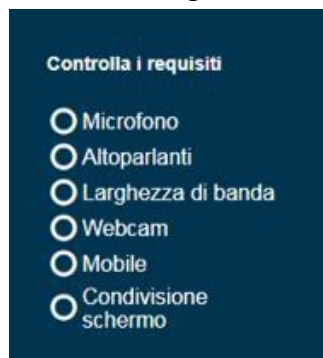 Controlla i requisiti
Microfono
Altoparlanti
Larghezza di banda
Webcam
Mobile
Condivisione
schermo